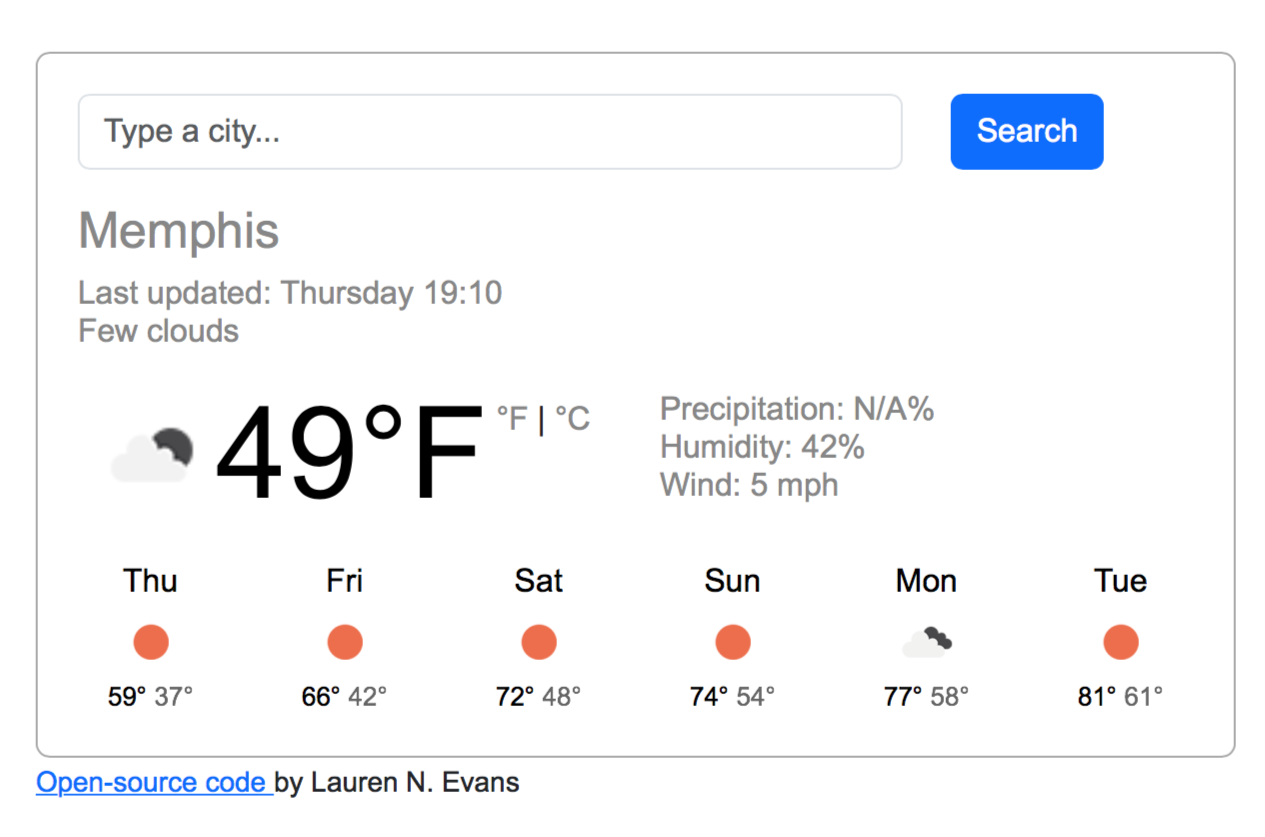 Type a city...
Search
Memphis
Last updated: Thursday 19:10
Few clouds
49°F °F | °C
Precipitation: N/A%
Humidity: 42%
Wind: 5 mph
Thu Fri Sat Sun Mon Tue
59° 37° 66° 42° 72° 48° 74° 54° 77° 58° 81° 61°
Open-source code by Lauren N. Evans